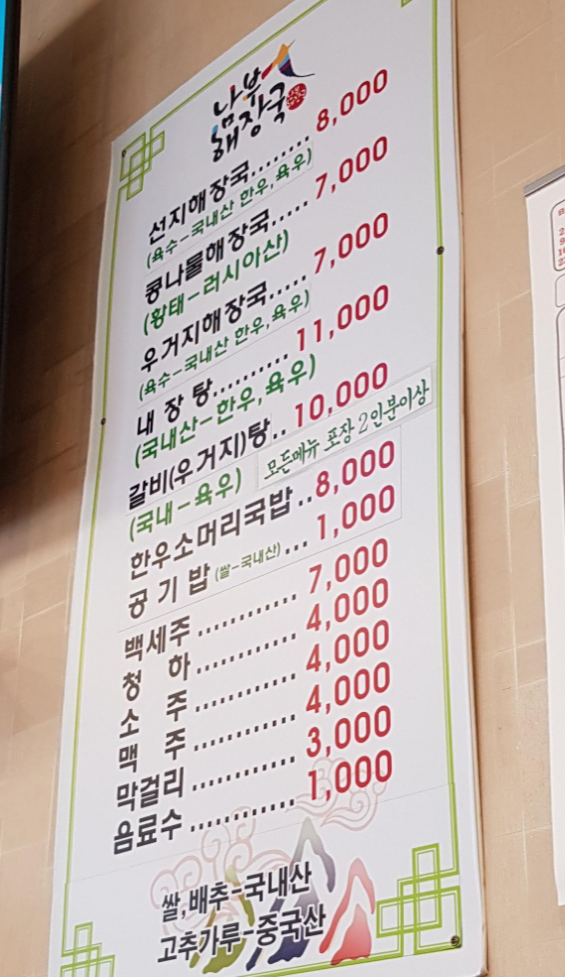 남부
해장국
선지해장국........ 8,000
(육수-국내산 한우,육우)
콩나물해장국..... 7,000
(황태-러시아산)
우거지해장국..... 7,000
(육수-국내산 한우,육우)
내 장 탕.......... 11,000
(국내산-한우,육우)
갈비(우거지)탕.. 10,000
(국내-육우) 모든메뉴 포장 2인분이상
한우소머리국밥..8,000
공 기 밥(쌀-국내산)... 1,000
백세주............ 7,000
청 하............ 4,000
소 주............ 4,000
맥 주............ 4,000
막걸리............ 3,000
음료수............ 1,000
쌀,배추-국내산
고추가루-중국산